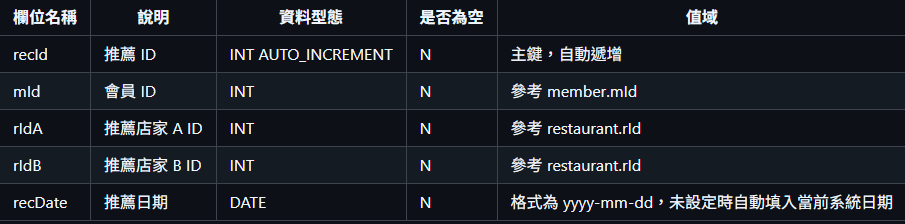 欄位名稱 說明 資料型態 是否為空 值域
recId 推薦 ID INT AUTO_INCREMENT N 主鍵，自動遞增
mId 會員 ID INT N 參考 member.mId
rIdA 推薦店家 A ID INT N 參考 restaurant.rId
rIdB 推薦店家 B ID INT N 參考 restaurant.rId
recDate 推薦日期 DATE N 格式為 yyyy-mm-dd，未設定時自動填入當前系統日期